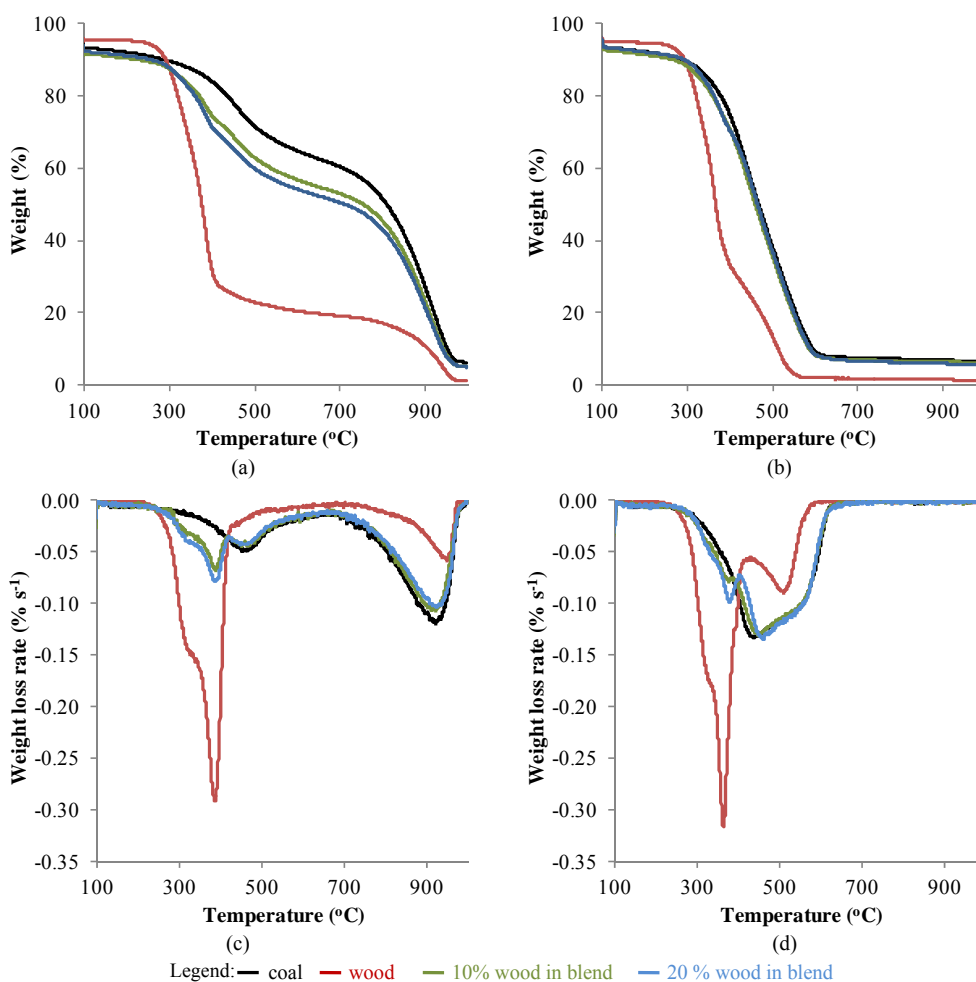 100
80
60
40
20
0
Weight (%)
100 300 500 700 900
Temperature (oC)
(a)
100
80
60
40
20
0
Weight (%)
100 300 500 700 900
Temperature (oC)
(b)
0.00
-0.05
-0.10
-0.15
-0.20
-0.25
-0.30
-0.35
Weight loss rate (% s-1)
100 300 500 700 900
Temperature (oC)
(c)
0.00
-0.05
-0.10
-0.15
-0.20
-0.25
-0.30
-0.35
Weight loss rate (% s-1)
100 300 500 700 900
Temperature (oC)
(d)
Legend: coal wood 10% wood in blend 20 % wood in blend